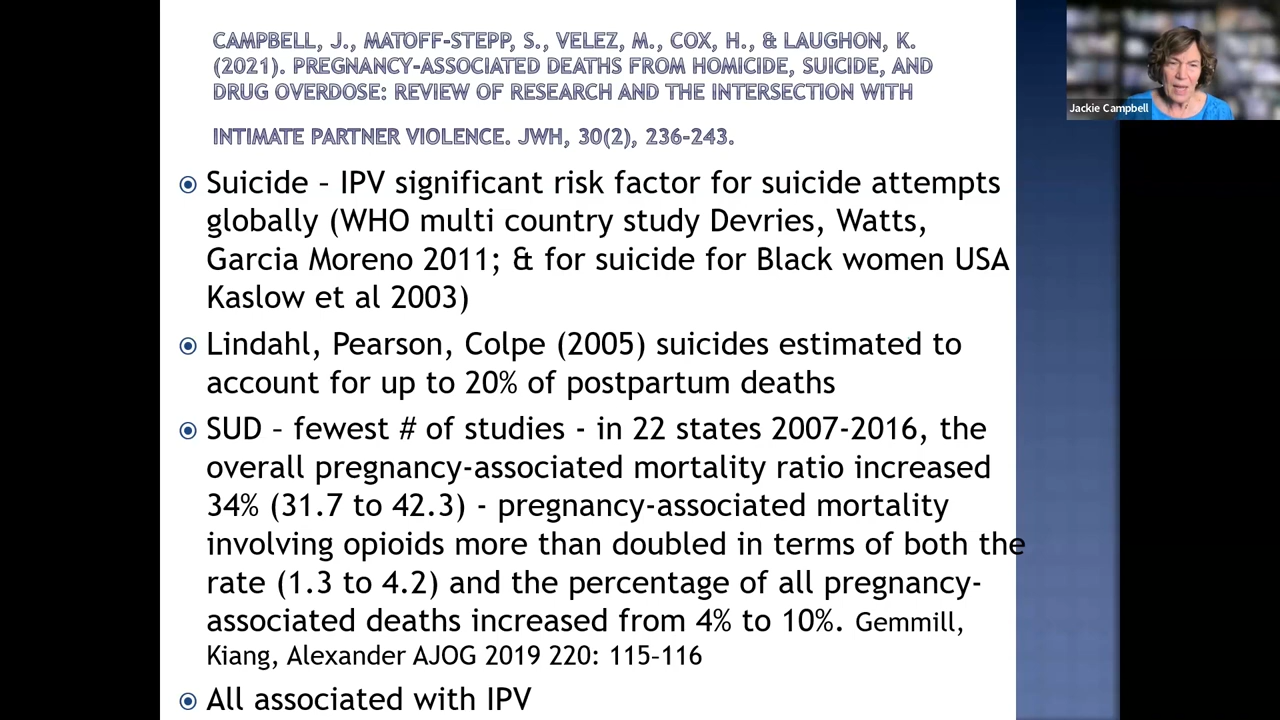 CAMPBELL, J., MATOFF-STEPP, S., VELEZ, M., COX, H., & LAUGHON, K.
(2021). PREGNANCY-ASSOCIATED DEATHS FROM HOMICIDE, SUICIDE, AND
DRUG OVERDOSE: REVIEW OF RESEARCH AND THE INTERSECTION WITH
INTIMATE PARTNER VIOLENCE. JWH, 30(2), 236-243.
Jackie Campbell
Suicide – IPV significant risk factor for suicide attempts
globally (WHO multi country study Devries, Watts,
Garcia Moreno 2011; & for suicide for Black women USA
Kaslow et al 2003)
Lindahl, Pearson, Colpe (2005) suicides estimated to
account for up to 20% of postpartum deaths
SUD – fewest # of studies - in 22 states 2007-2016, the
overall pregnancy-associated mortality ratio increased
34% (31.7 to 42.3) - pregnancy-associated mortality
involving opioids more than doubled in terms of both the
rate (1.3 to 4.2) and the percentage of all pregnancy-
associated deaths increased from 4% to 10%. Gemmill,
Kiang, Alexander AJOG 2019 220: 115–116
All associated with IPV